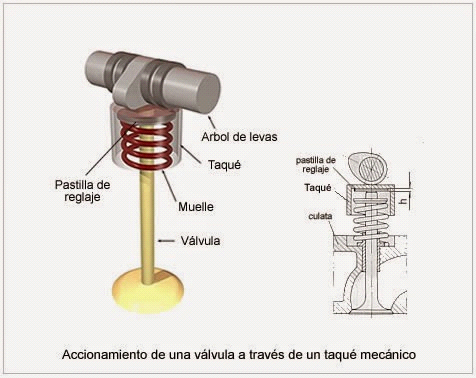 Arbol de levas
Taqué
Pastilla de
reglaje
Muelle
Válvula
pastilla de
reglaje
Taqué
culata
h
Accionamiento de una válvula a través de un taqué mecánico